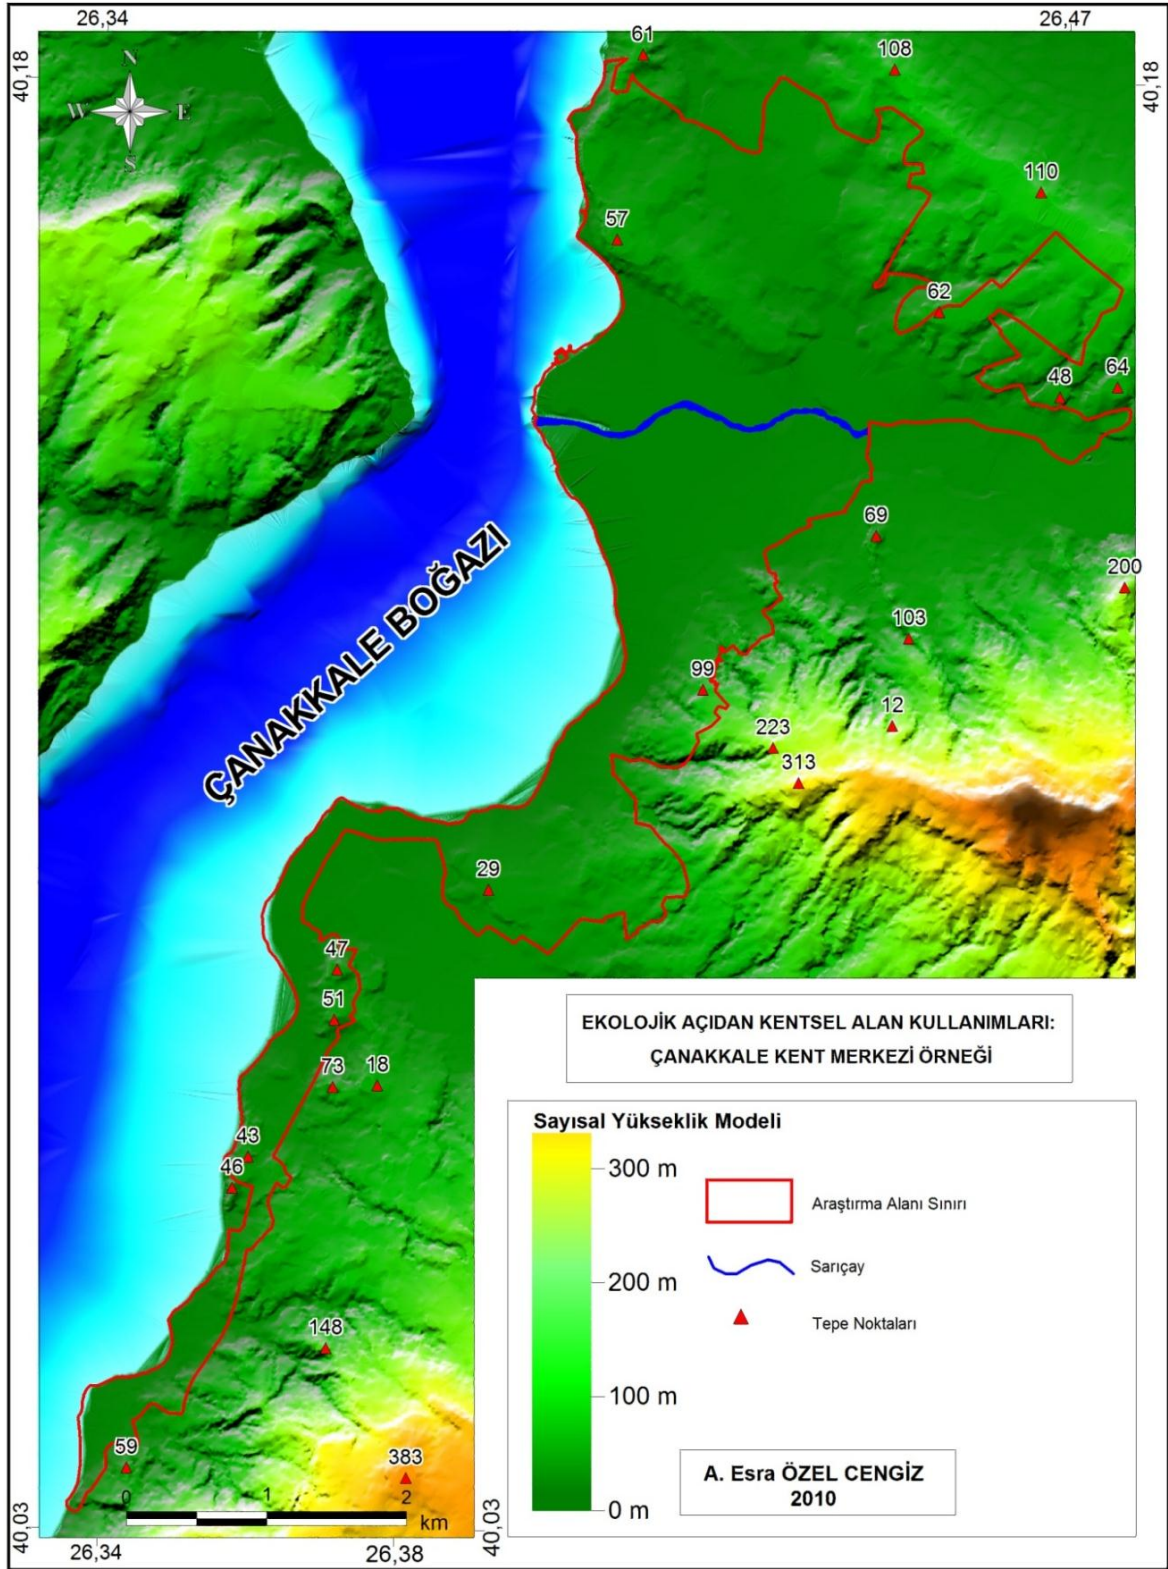 26,34
26,47
40,18
40,18
N
W
E
S
61
108
110
57
62
64
48
69
200
103
99
12
223
313
ÇANAKKALE BOĞAZI
29
47
51
73
18
43
46
148
59
383
0
1
2
km
40,03
40,03
26,34
26,38
EKOLOJİK AÇIDAN KENTSEL ALAN KULLANIMLARI:
ÇANAKKALE KENT MERKEZİ ÖRNEĞİ
Sayısal Yükseklik Modeli
300 m
200 m
100 m
0 m
Araştırma Alanı Sınırı
Sarıçay
Tepe Noktaları
A. Esra ÖZEL CENGİZ
2010